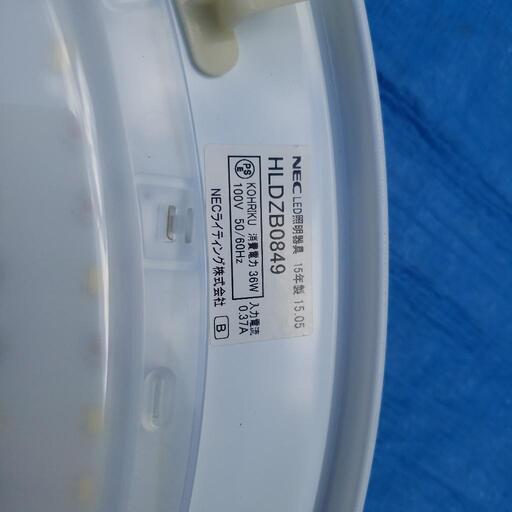 NEC LED照明器具 15年製 15.05
HLDZB0849
PS
E
KOHRIKU 消費電力 36W 入力電流
100V 50/60Hz 0.37A
NECライティング株式会社 B